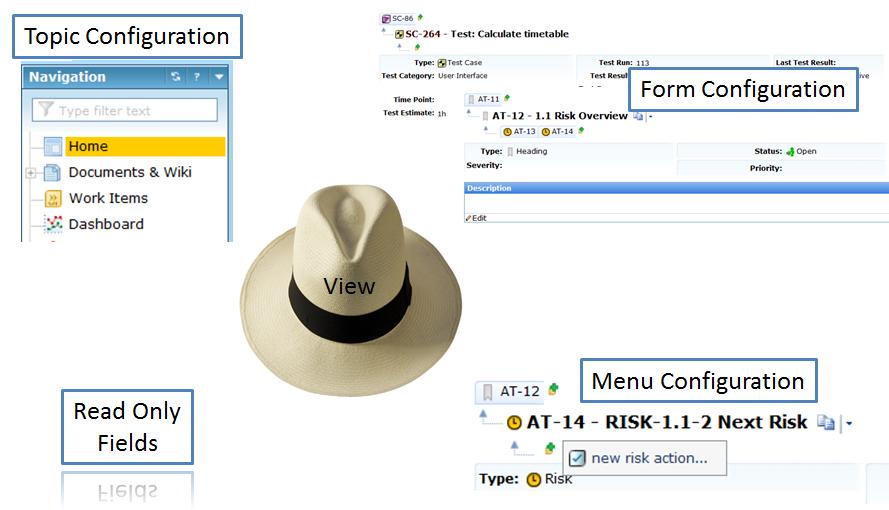 Topic Configuration
Navigation
?
Type filter text
Home
Documents & Wiki
Work Items
Dashboard
SC-86
SC-264 - Test: Calculate timetable
Type: Test Case
Test Run: 113
Last Test Result:
Test Category: User Interface
Test Result
Form Configuration
Time Point:
Test Estimate: 1h
AT-11
AT-12 - 1.1 Risk Overview
AT-13 AT-14
Type: Heading
Status: Open
Severity:
Priority:
Description
Edit
View
Read Only
Fields
Menu Configuration
AT-12
AT-14 - RISK-1.1-2 Next Risk
new risk action...
Type: Risk